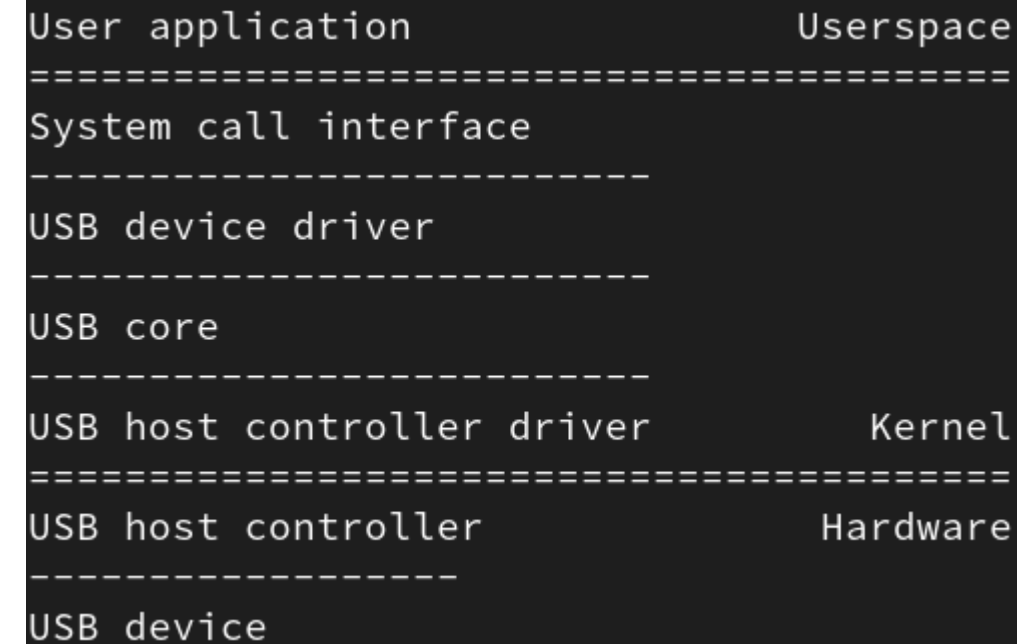 User application Userspace
=========================================
System call interface
--------------------------
USB device driver
--------------------------
USB core
--------------------------
USB host controller driver Kernel
=========================================
USB host controller Hardware
------------------
USB device